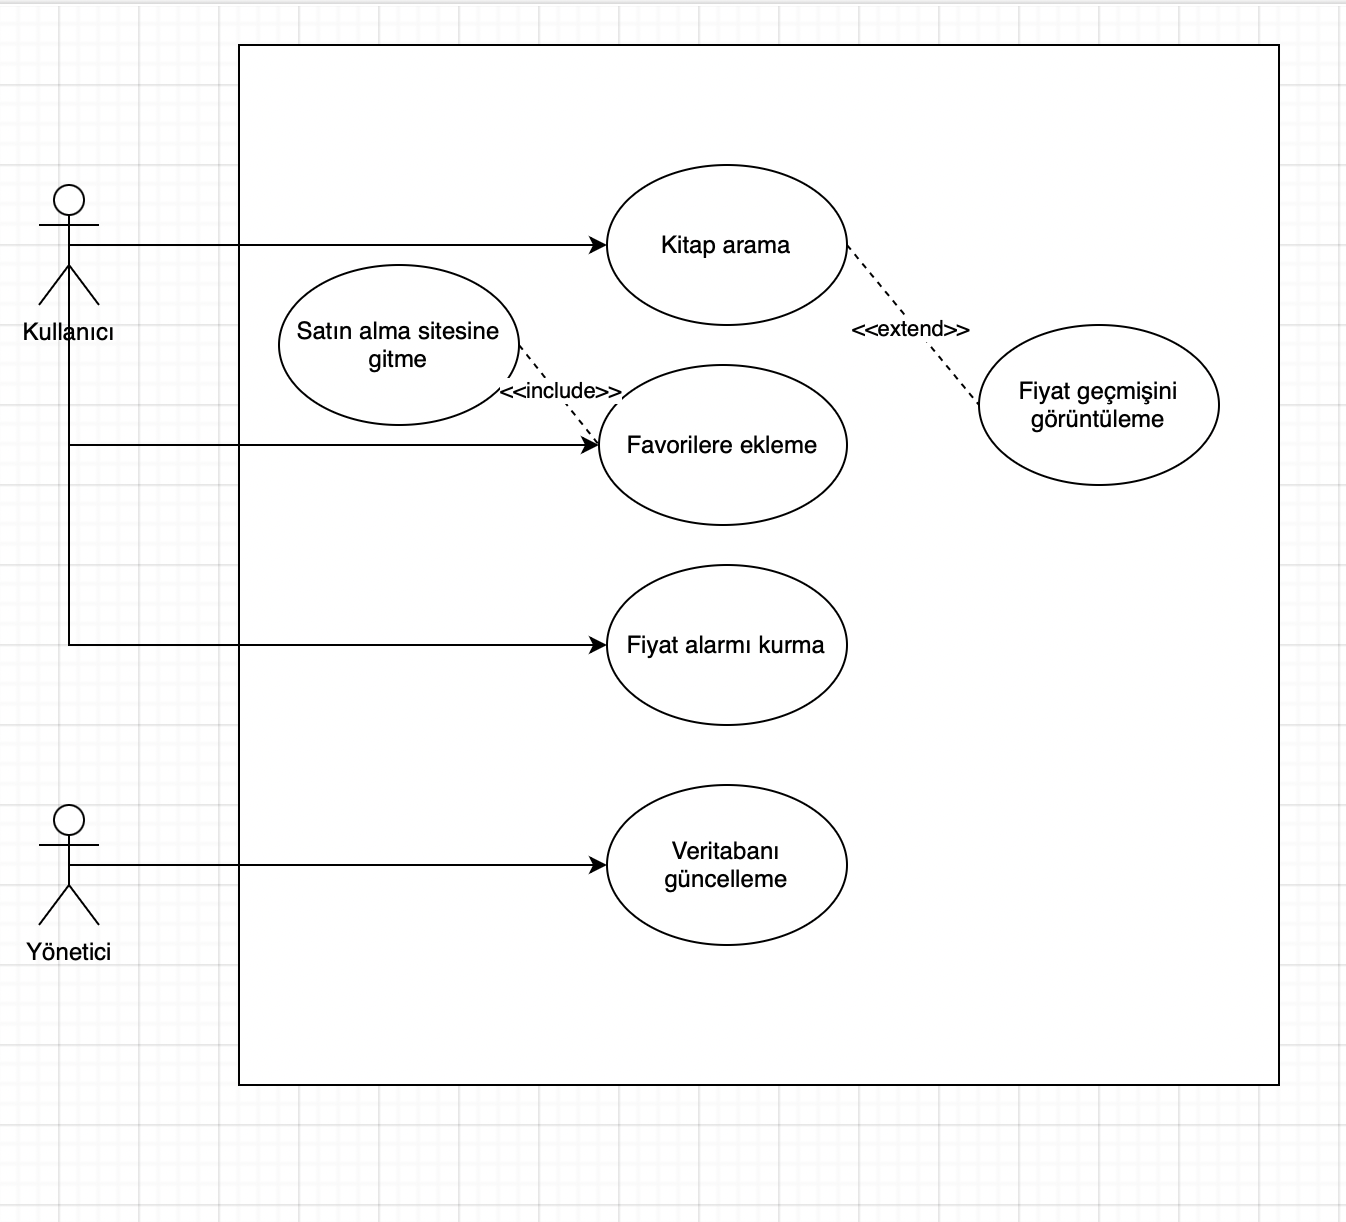 Kitap arama
Kullanıcı
Satın alma sitesine
gitme
<<extend>>
<<include>>
Fiyat geçmişini
görüntüleme
Favorilere ekleme
Fiyat alarmı kurma
Veritabanı
güncelleme
Yönetici